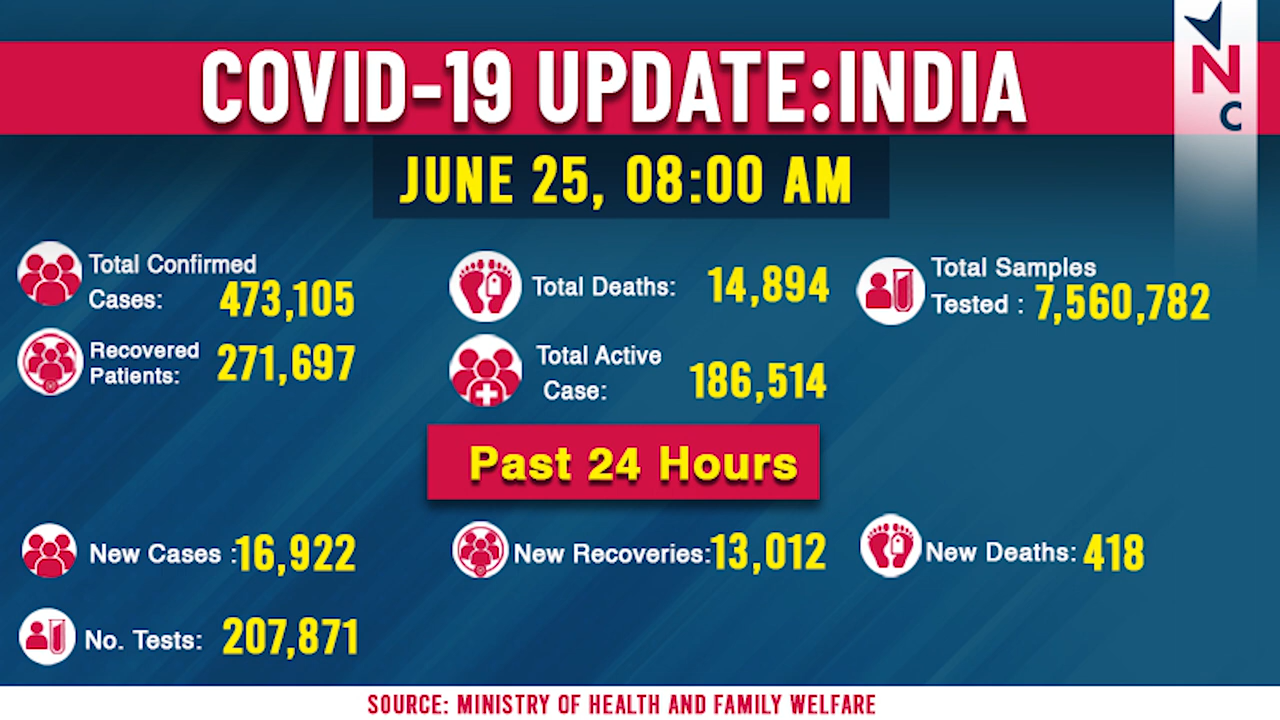 COVID-19 UPDATE:INDIA
N
C
JUNE 25, 08:00 AM
Total Confirmed
Cases: 473,105
Recovered
Patients: 271,697
Total Deaths: 14,894
Total Active
Case: 186,514
Total Samples
Tested : 7,560,782
Past 24 Hours
New Cases :16,922
New Recoveries:13,012
New Deaths: 418
No. Tests: 207,871
SOURCE: MINISTRY OF HEALTH AND FAMILY WELFARE